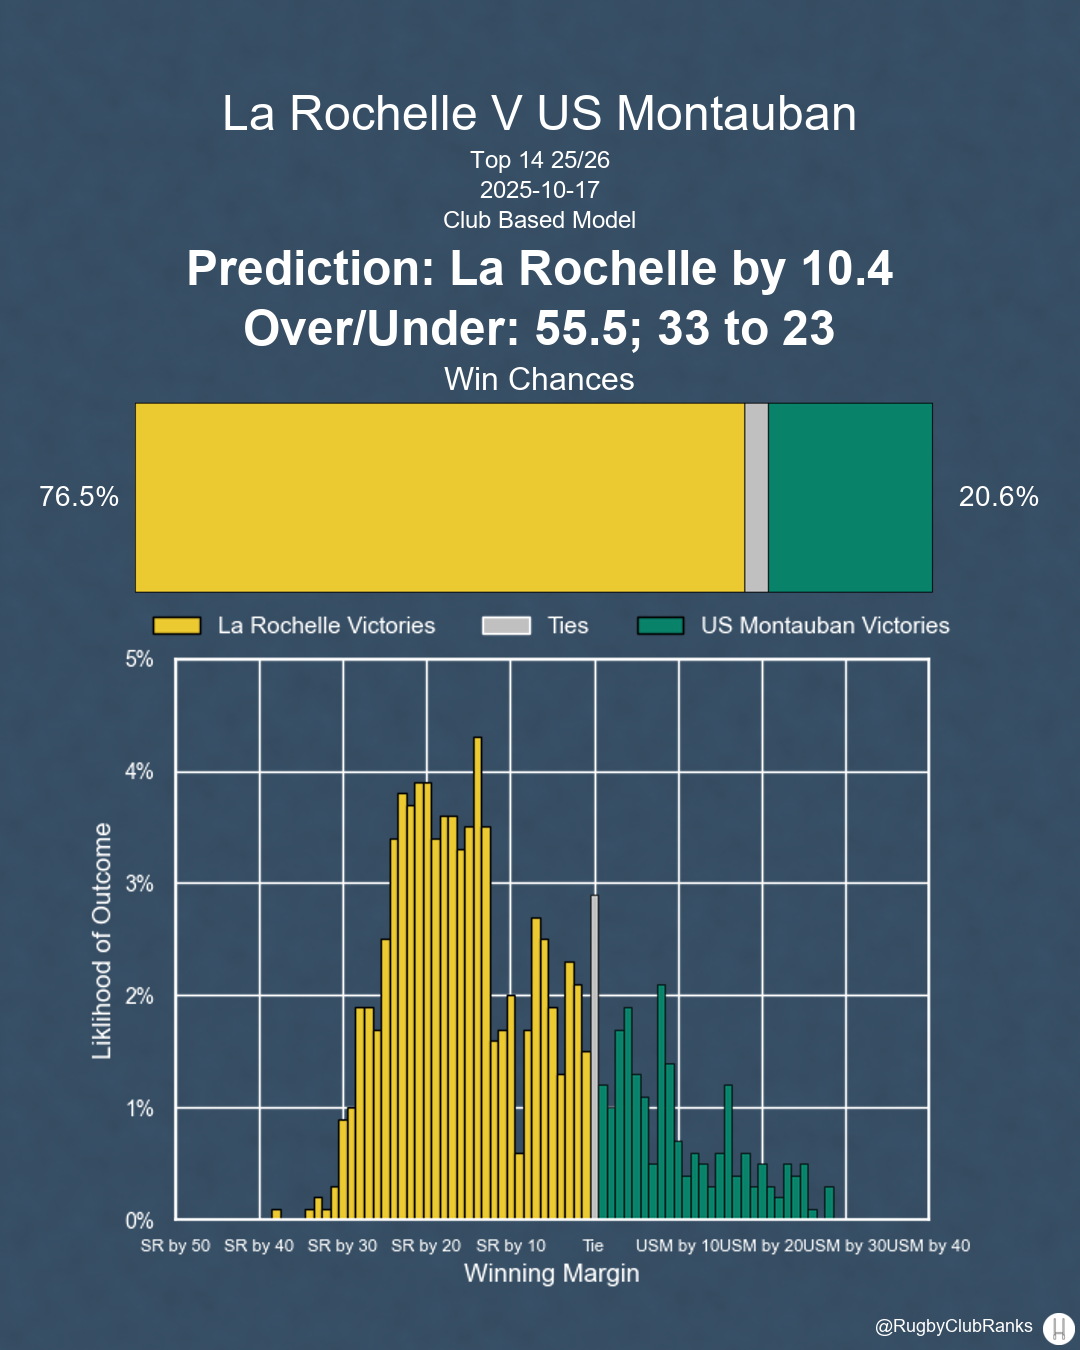 La Rochelle V US Montauban
Top 14 25/26
2025-10-17
Club Based Model
Prediction: La Rochelle by 10.4
Over/Under: 55.5; 33 to 23
Win Chances
76.5%
20.6%
La Rochelle Victories
Ties
US Montauban Victories
5%
4%
3%
2%
1%
0%
Liklihood of Outcome
SR by 50 SR by 40 SR by 30 SR by 20 SR by 10 Tie USM by 10 USM by 20 USM by 30 USM by 40
Winning Margin
@RugbyClubRanks